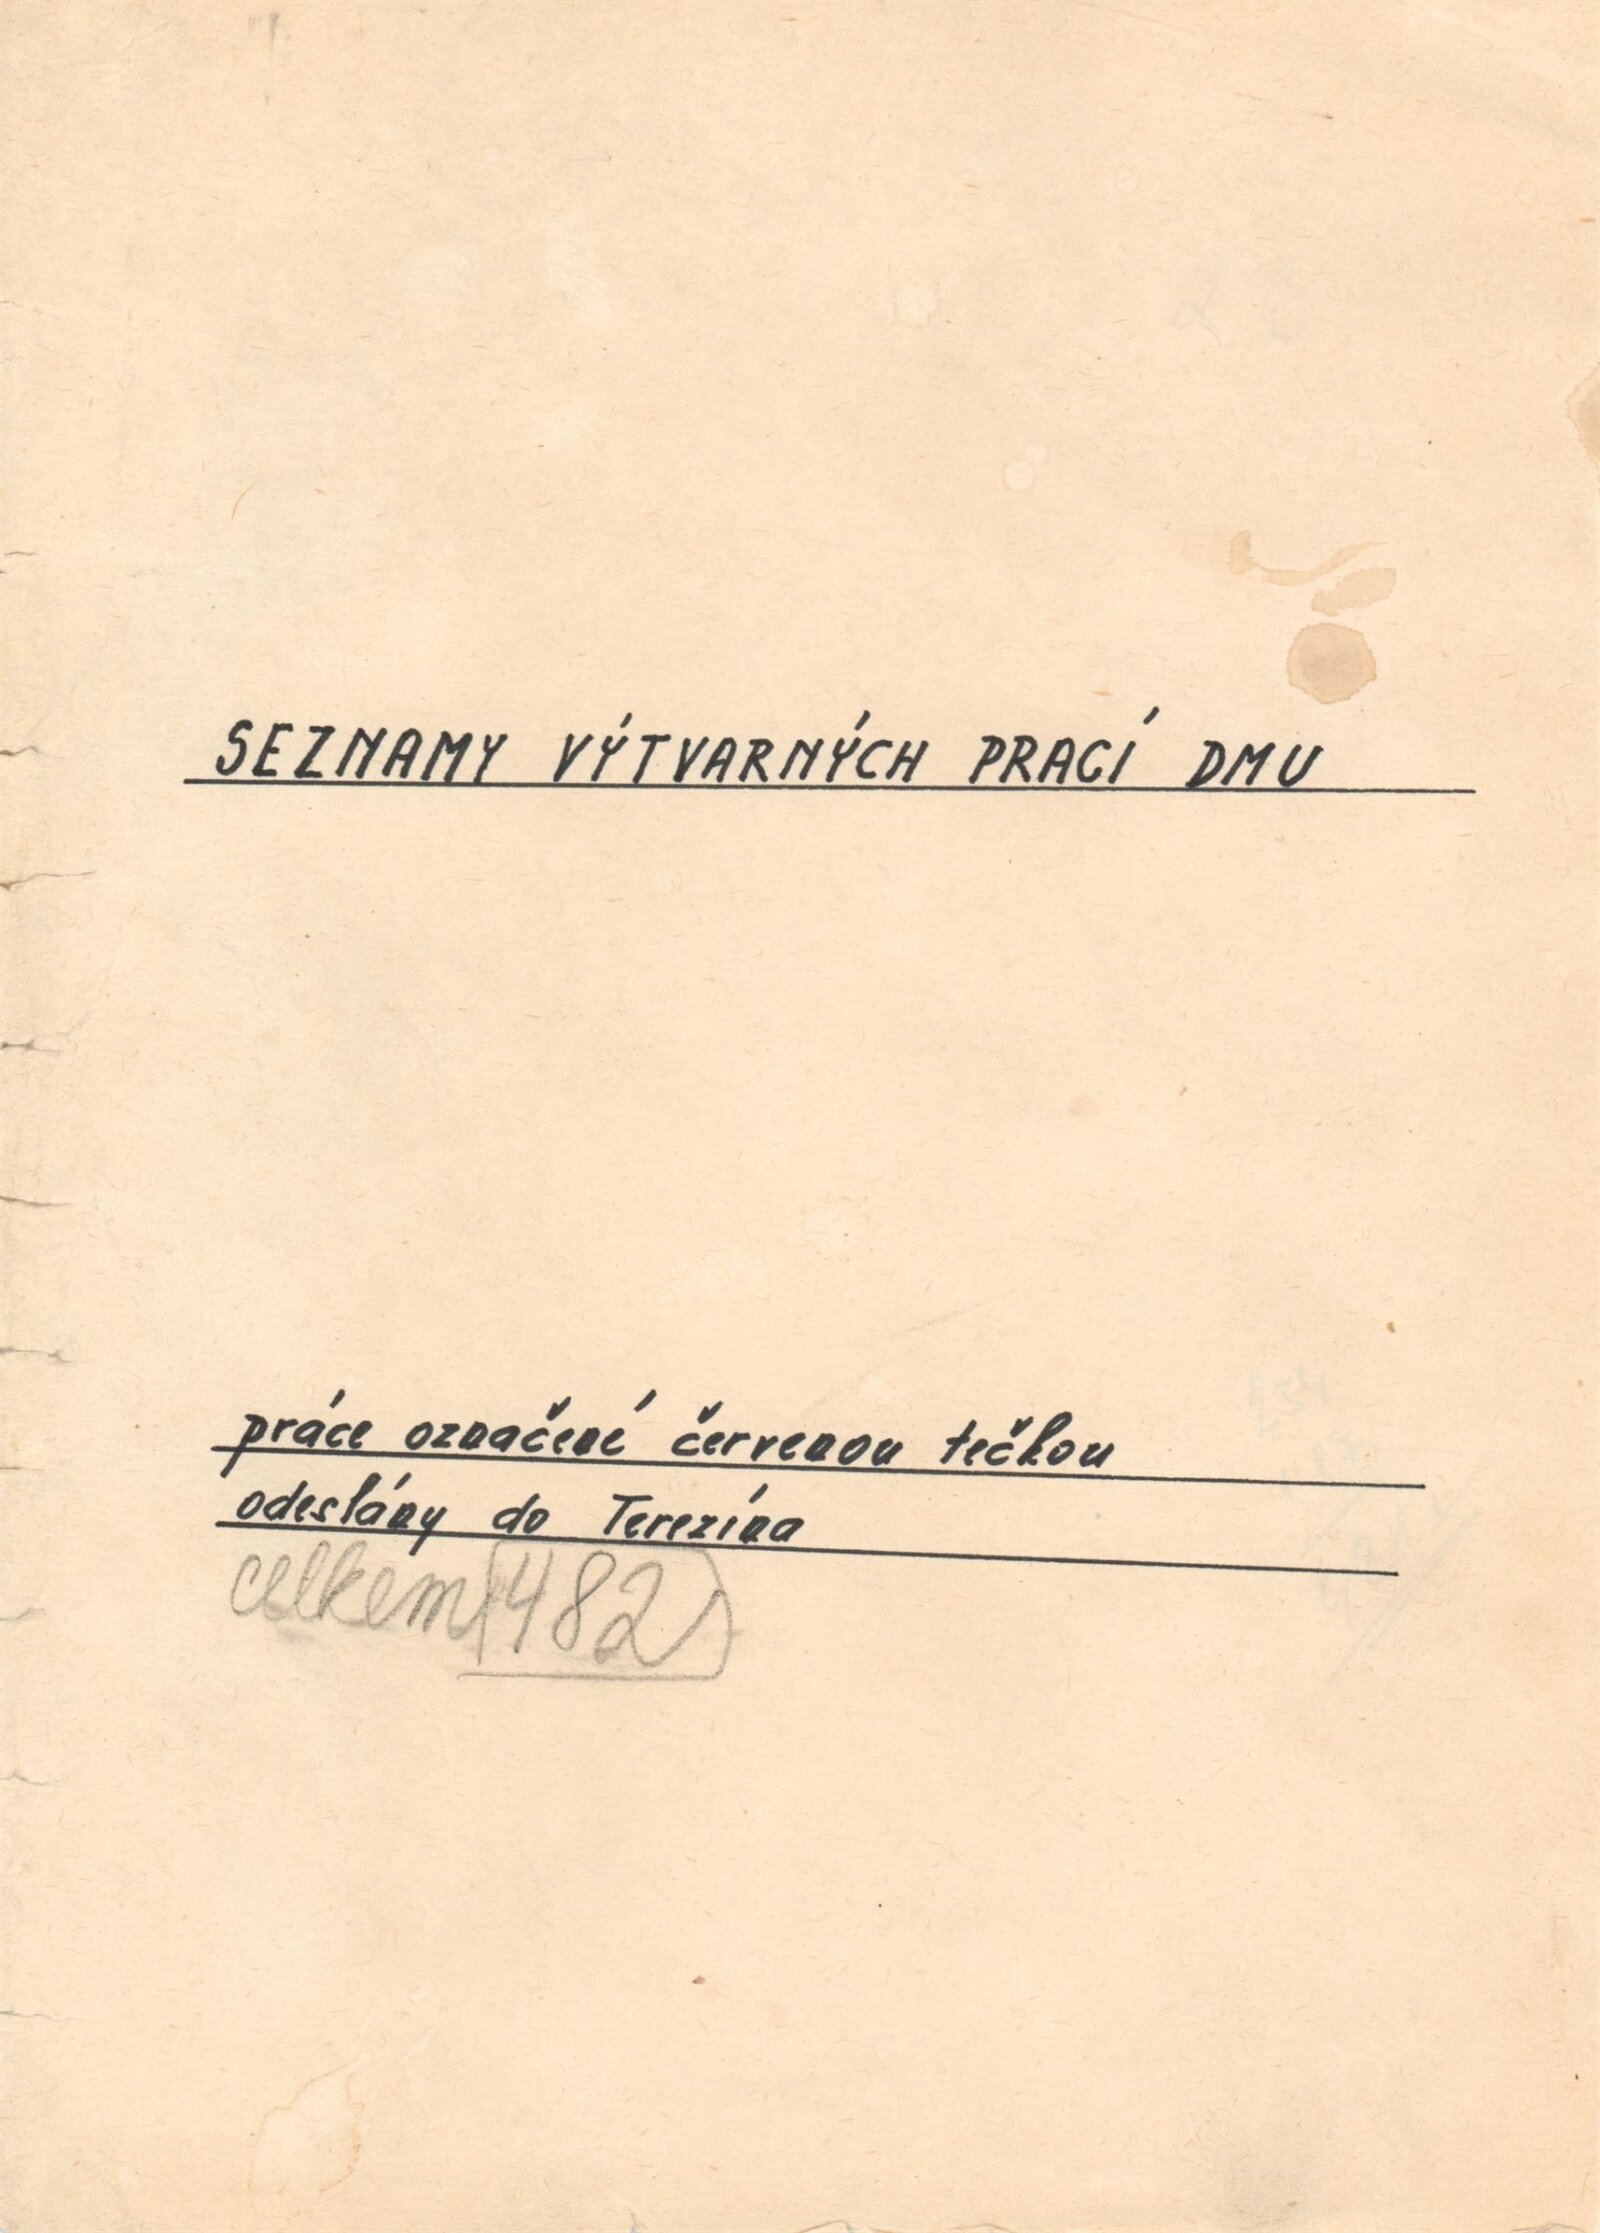 SEZNAMY VÝTVARNÝCH PRACÍ DMU
práce označené červenou tečkou
odeslány do Terezína
celkem 482